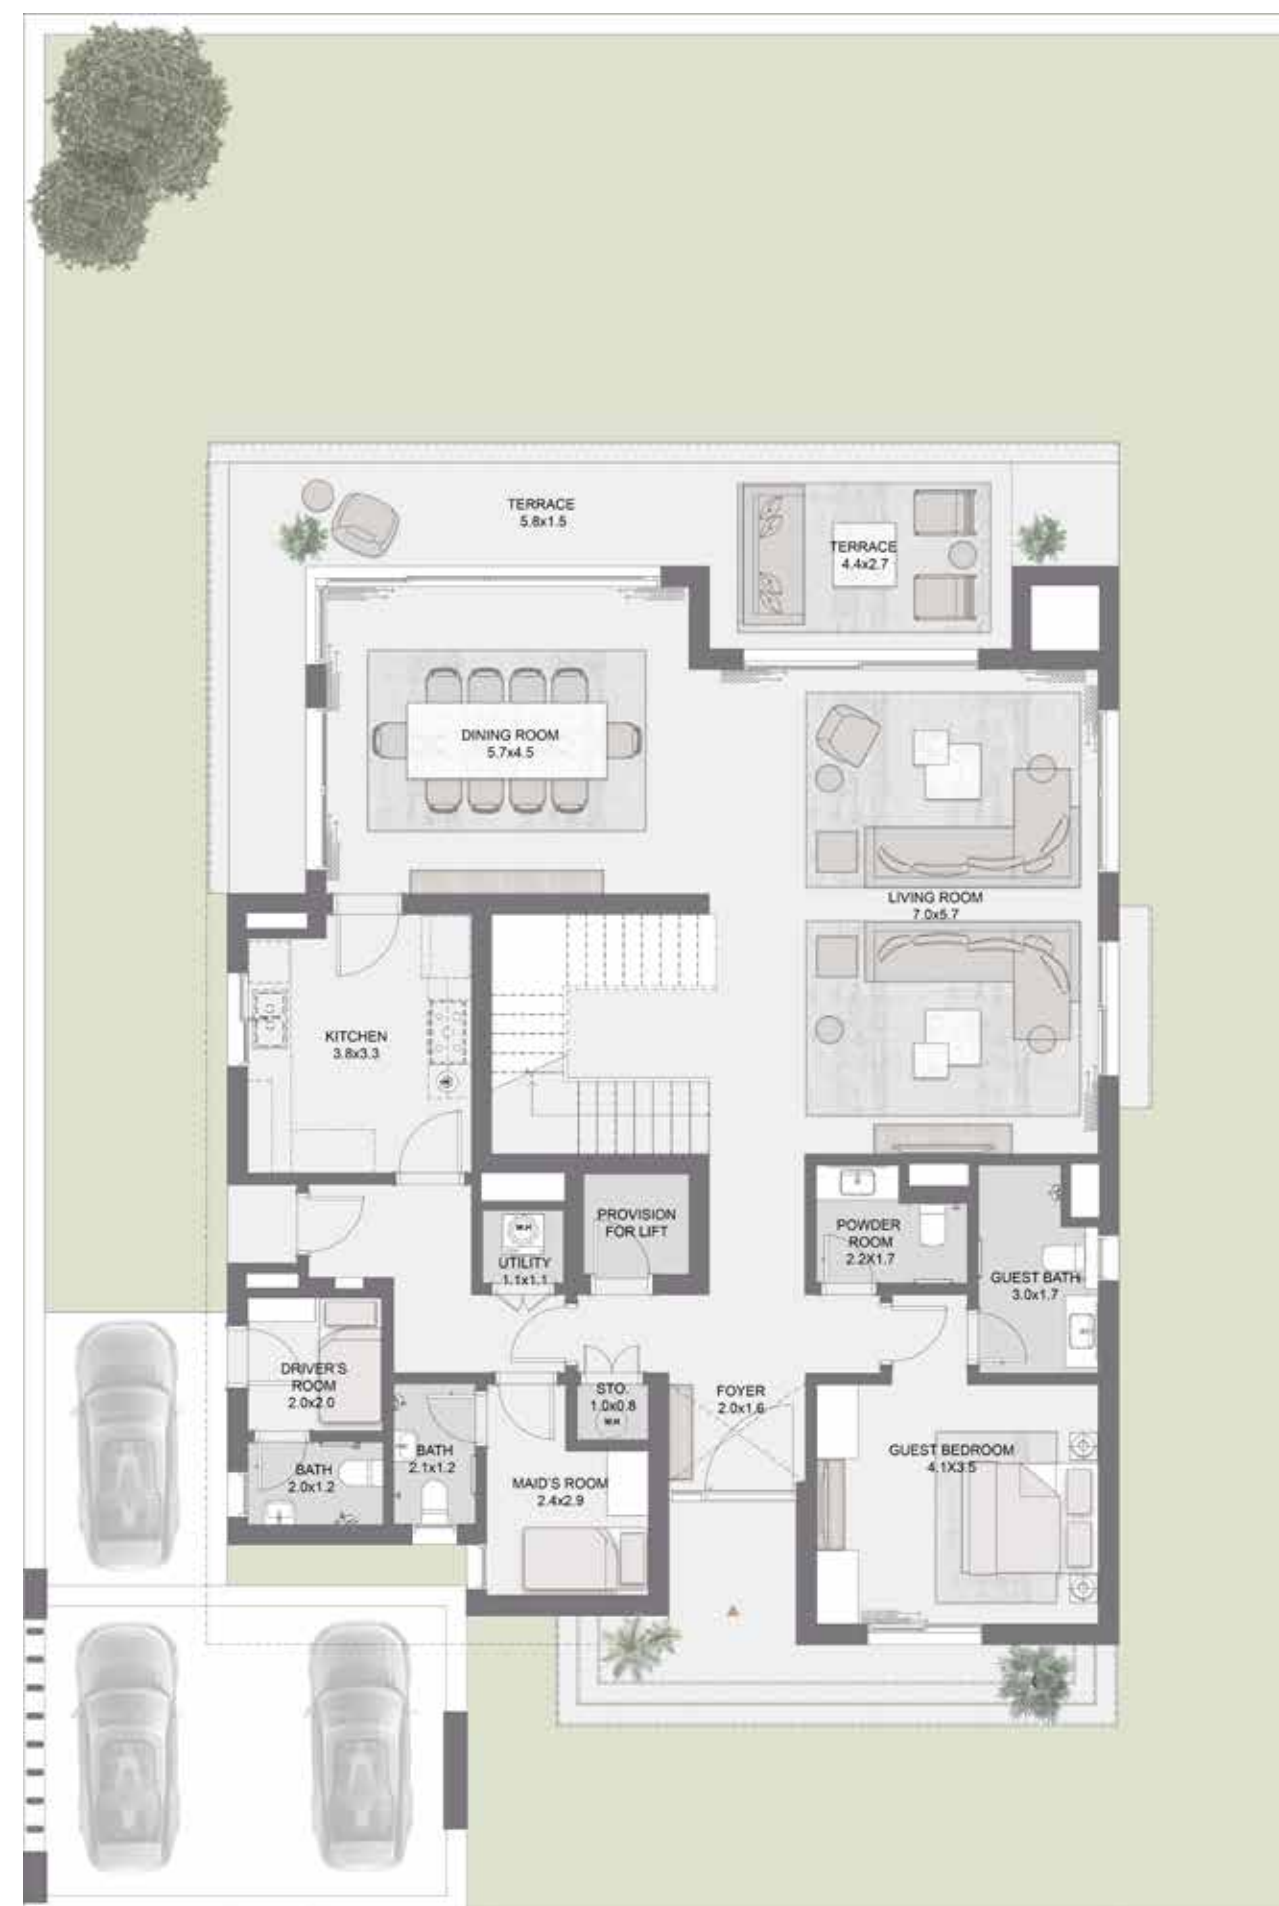 TERRACE
5.8x1.5
TERRACE
4.4x2.7
DINING ROOM
5.7x4.5
LIVING ROOM
7.0x5.7
KITCHEN
3.8x3.3
PROVISION
FOR LIFT
W.H
UTILITY
1.1x1.1
POWDER
ROOM
2.2X1.7
GUEST BATH
3.0x1.7
DRIVER'S
ROOM
2.0x2.0
STO.
1.0x0.8
W.H
FOYER
2.0x1.6
BATH
2.0x1.2
BATH
2.1x1.2
MAID'S ROOM
2.4x2.9
GUEST BEDROOM
4.1X3.5